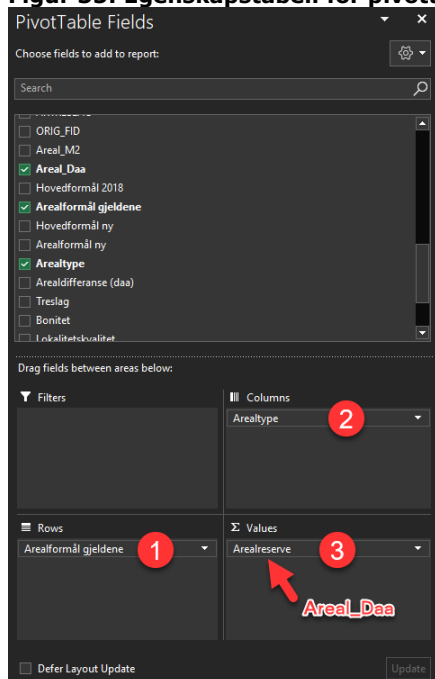 PivotTable Fields
Choose fields to add to report:
Search
ORIG_FID
Areal_M2
Areal_Daa
Hovedformål 2018
Arealformål gjeldene
Hovedformål ny
Arealformål ny
Arealtype
Arealdifferanse (daa)
Treslag
Bonitet
Lokalitetskvalitet
Drag fields between areas below:
Filters
Columns
Arealtype
2
Rows
Σ Values
Arealformål gjeldene
1
Arealreserve
3
Areal_Daa
Defer Layout Update
Update